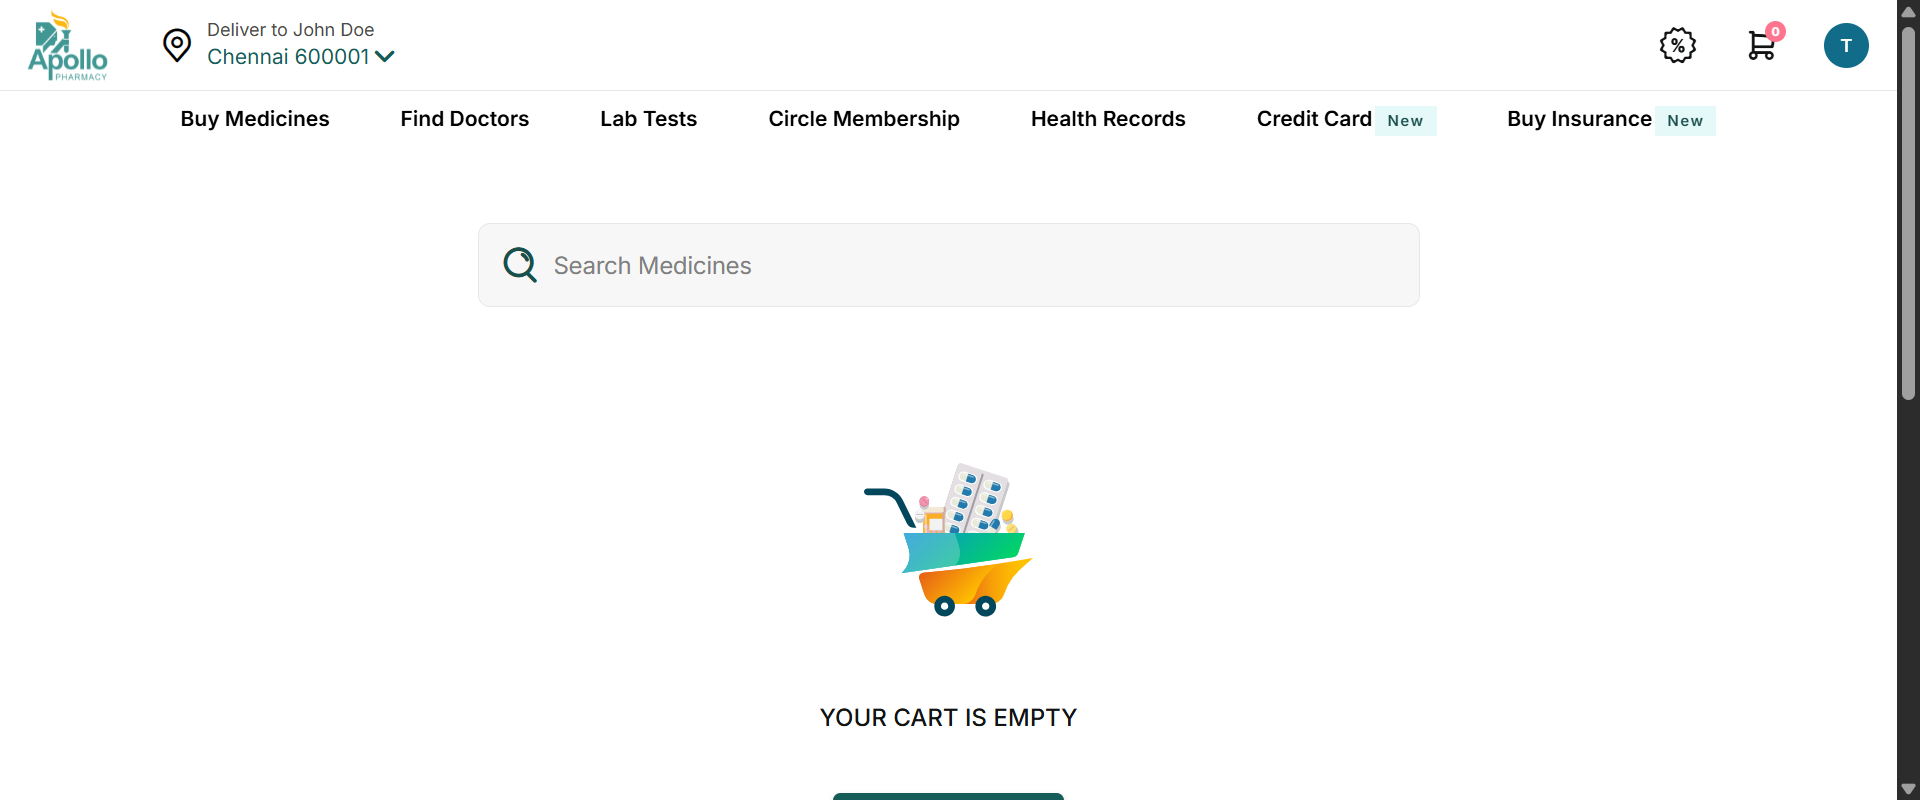 Apollo
PHARMACY
Deliver to John Doe
Chennai 600001
%
0
T
Buy Medicines
Find Doctors
Lab Tests
Circle Membership
Health Records
Credit Card New
Buy Insurance New
Search Medicines
YOUR CART IS EMPTY